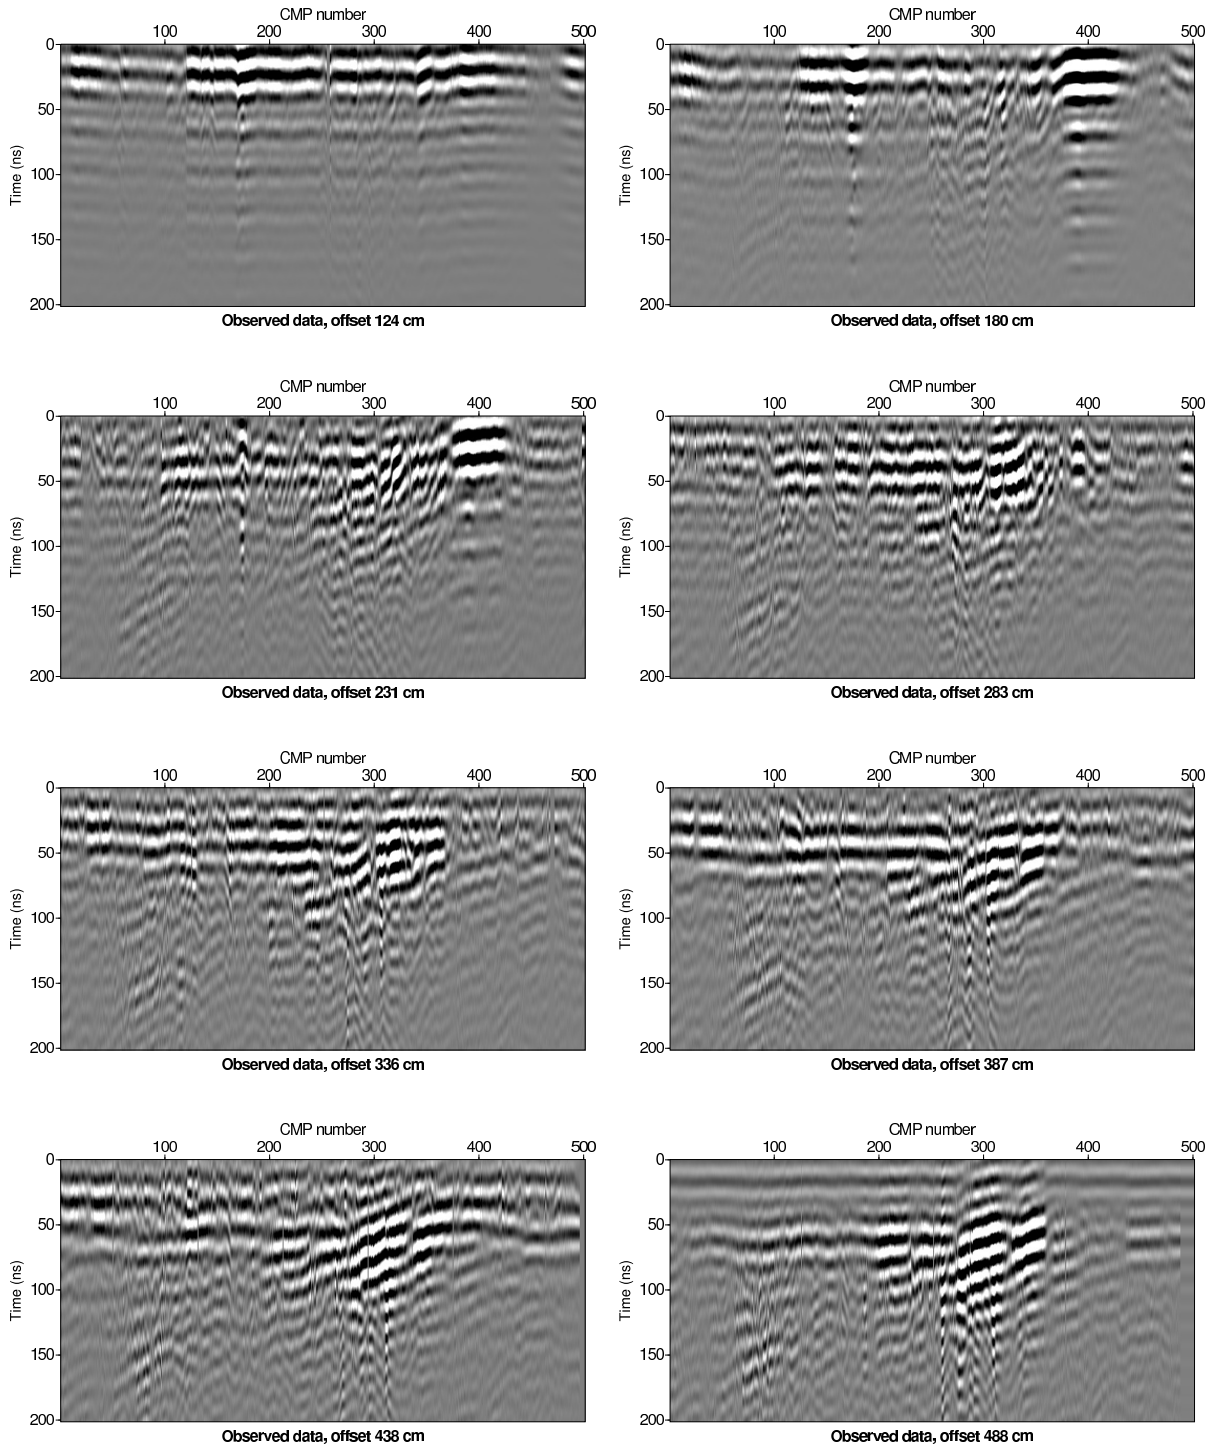 CMP number
0 100 200 300 400 500
0
50
100
150
200
Time (ns)
Observed data, offset 124 cm
CMP number
100 200 300 400 500
0
50
100
150
200
Time (ns)
Observed data, offset 180 cm
CMP number
100 200 300 400 500
0
50
100
150
200
Time (ns)
Observed data, offset 231 cm
CMP number
100 200 300 400 500
0
50
100
150
200
Time (ns)
Observed data, offset 283 cm
CMP number
100 200 300 400 500
0
50
100
150
200
Time (ns)
Observed data, offset 336 cm
CMP number
100 200 300 400 500
0
50
100
150
200
Time (ns)
Observed data, offset 387 cm
CMP number
100 200 300 400 500
0
50
100
150
200
Time (ns)
Observed data, offset 438 cm
CMP number
100 200 300 400 500
0
50
100
150
200
Time (ns)
Observed data, offset 488 cm